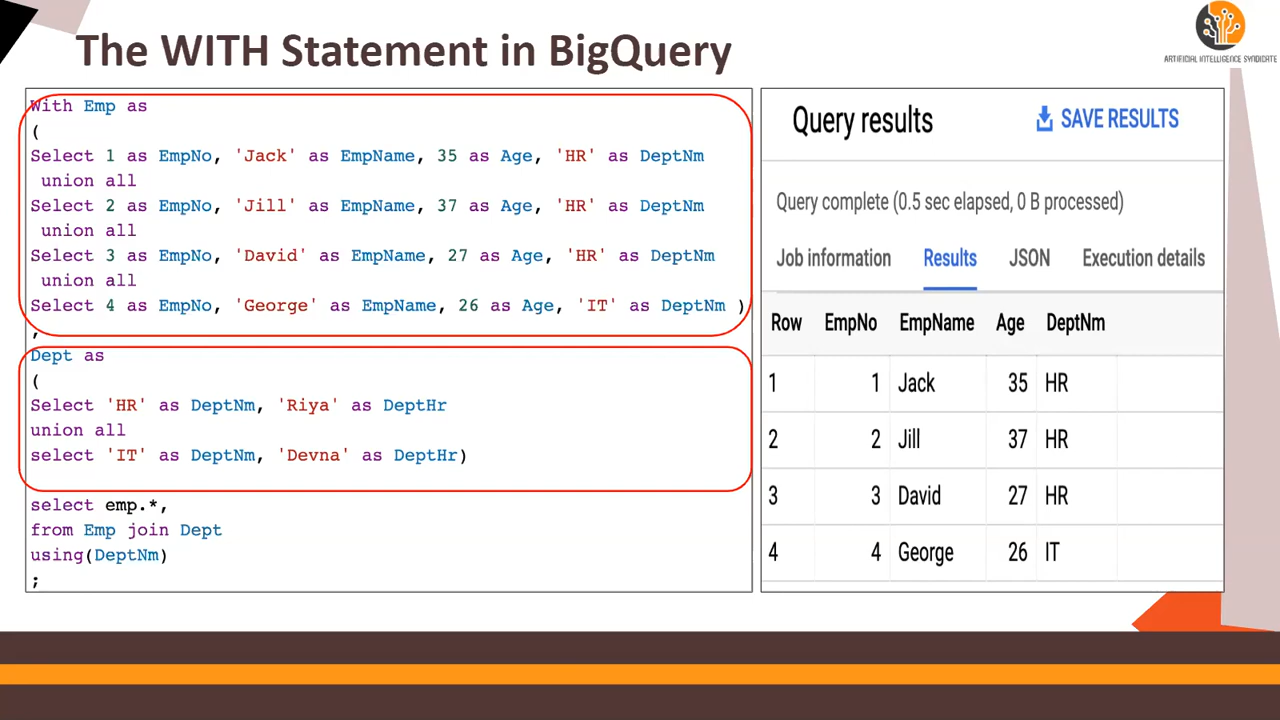 The WITH Statement in BigQuery
ARTIFICIAL INTELLIGENCE SYNDICATE
With Emp as
(
Select 1 as EmpNo, 'Jack' as EmpName, 35 as Age, 'HR' as DeptNm
union all
Select 2 as EmpNo, 'Jill' as EmpName, 37 as Age, 'HR' as DeptNm
union all
Select 3 as EmpNo, 'David' as EmpName, 27 as Age, 'HR' as DeptNm
union all
Select 4 as EmpNo, 'George' as EmpName, 26 as Age, 'IT' as DeptNm )
,
Dept as
(
Select 'HR' as DeptNm, 'Riya' as DeptHr
union all
select 'IT' as DeptNm, 'Devna' as DeptHr)
select emp.*,
from Emp join Dept
using(DeptNm)
;
Query results SAVE RESULTS
Query complete (0.5 sec elapsed, 0 B processed)
Job information Results JSON Execution details
Row EmpNo EmpName Age DeptNm
1 1 Jack 35 HR
2 2 Jill 37 HR
3 3 David 27 HR
4 4 George 26 IT